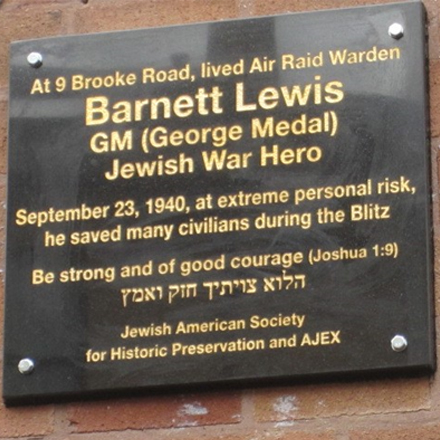 At 9 Brooke Road, lived Air Raid Warden
Barnett Lewis
GM (George Medal)
Jewish War Hero
September 23, 1940, at extreme personal risk,
he saved many civilians during the Blitz
Be strong and of good courage (Joshua 1:9)
הלוא צויתיך חזק ואמץ
Jewish American Society
for Historic Preservation and AJEX